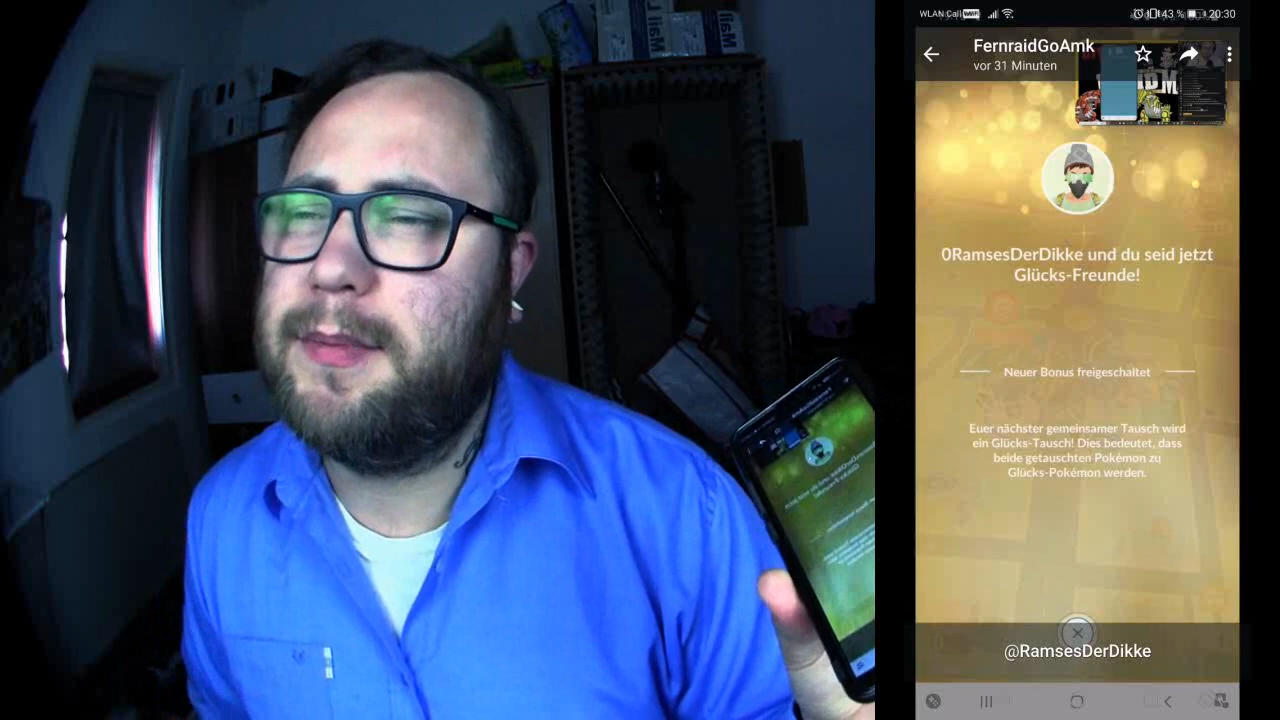 WLAN Call
43 %
20:30
FernraidGoAmk
vor 31 Minuten
0RamsesDerDikke und du seid jetzt
Glücks-Freunde!
Neuer Bonus freigeschaltet
Euer nächster gemeinsamer Tausch wird
ein Glücks-Tausch! Dies bedeutet, dass
beide getauschten Pokémon zu
Glücks-Pokémon werden.
@RamsesDerDikke